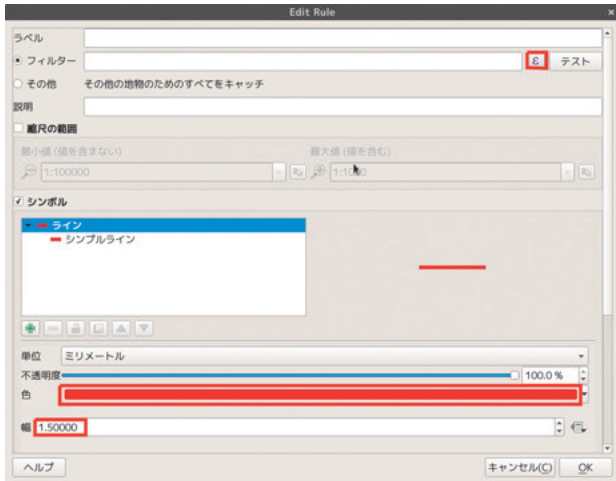 Edit Rule
ラベル
フィルター ε テスト
その他 その他の地物のためのすべてをキャッチ
説明
縮尺の範囲
最小値 (値を含まない) 最大値 (値を含む)
1:100000 1:1000
シンボル
ライン
シンプルライン
単位 ミリメートル
不透明度 100.0 %
色
幅 1.50000
ヘルプ キャンセル(C) OK